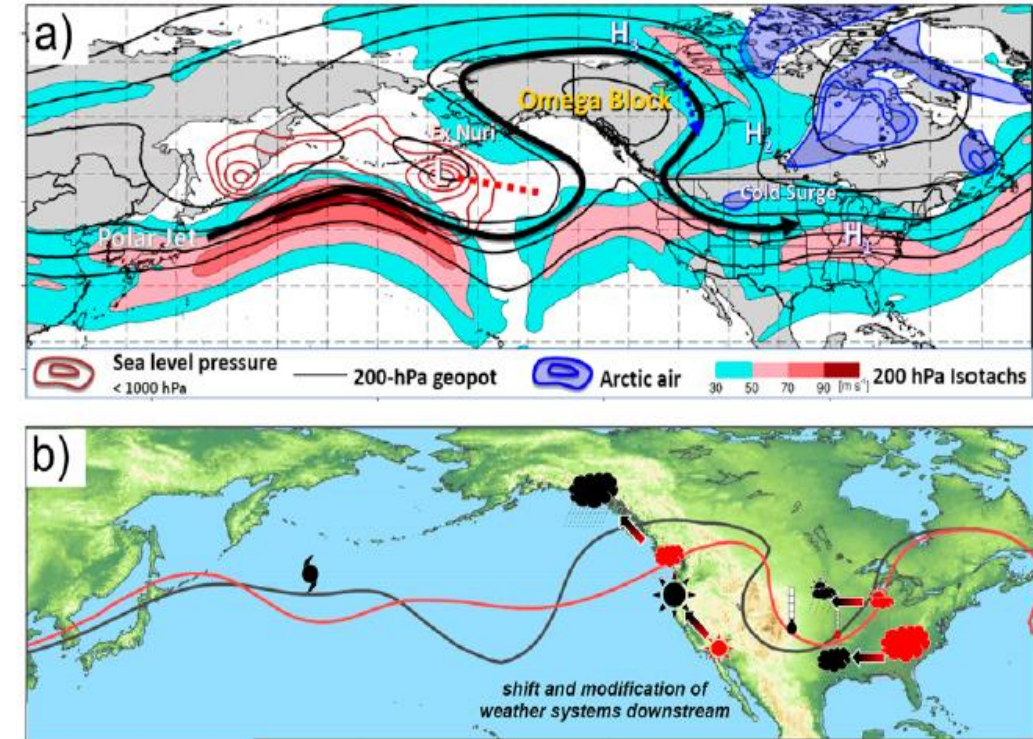 a)
H3
Omega Block
Ex Nuri
L
H2
Cold Surge
Polar Jet
H1
Sea level pressure
< 1000 hPa
200-hPa geopot
Arctic air
30 50 70 90 [m s-1]
200 hPa Isotachs
b)
shift and modification of
weather systems downstream